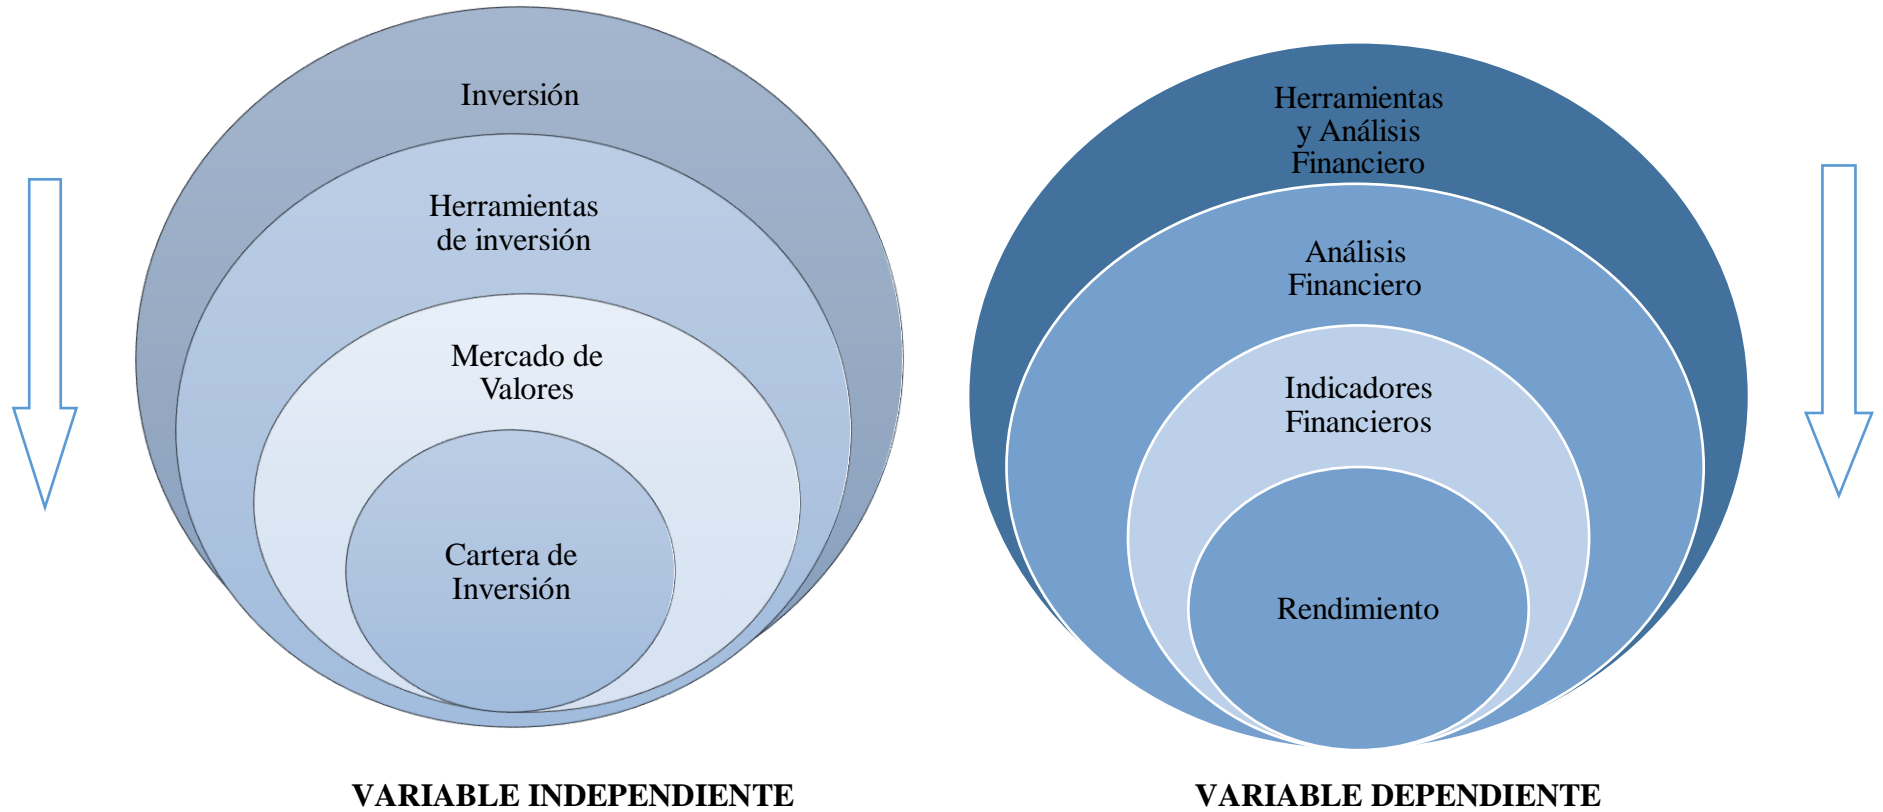 Inversión
Herramientas
de inversión
Mercado de
Valores
Cartera de
Inversión
VARIABLE INDEPENDIENTE
Herramientas
y Análisis
Financiero
Análisis
Financiero
Indicadores
Financieros
Rendimiento
VARIABLE DEPENDIENTE